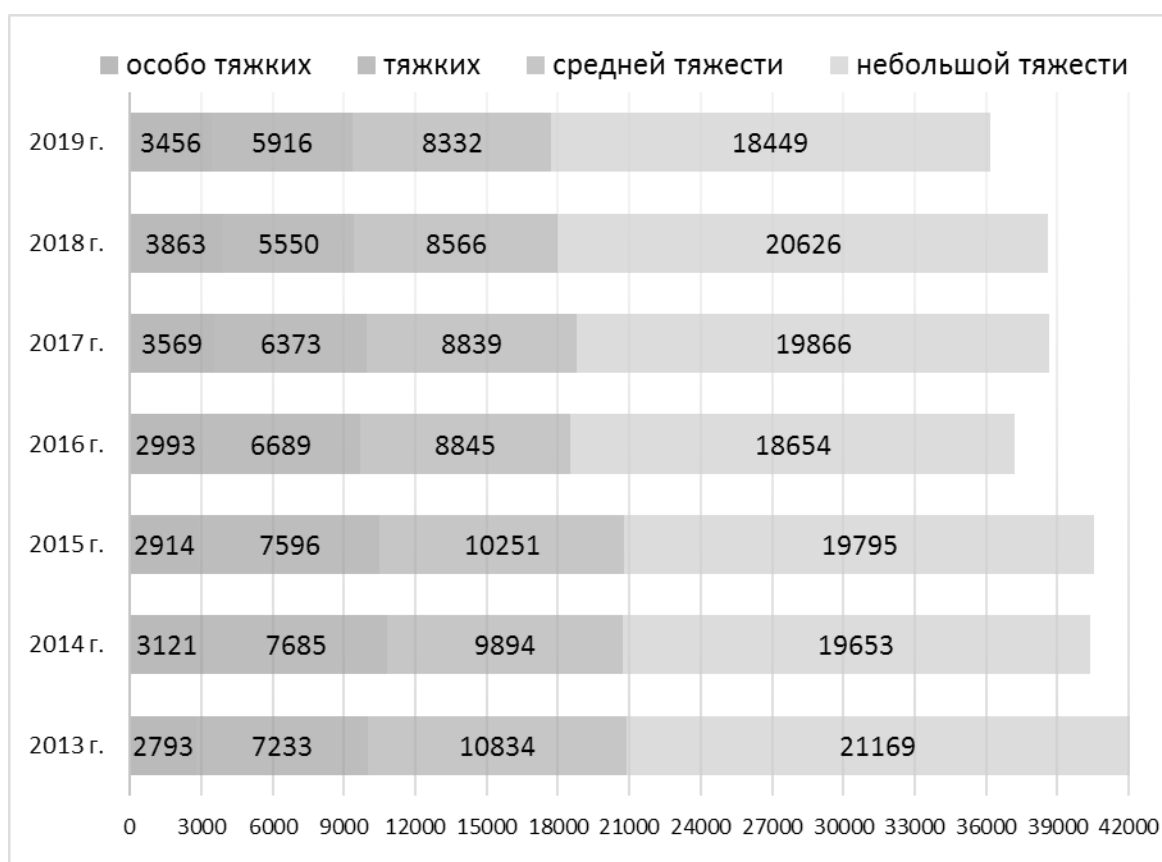 особо тяжких тяжких средней тяжести небольшой тяжести
2019 г. 3456 5916 8332 18449
2018 г. 3863 5550 8566 20626
2017 г. 3569 6373 8839 19866
2016 г. 2993 6689 8845 18654
2015 г. 2914 7596 10251 19795
2014 г. 3121 7685 9894 19653
2013 г. 2793 7233 10834 21169
0 3000 6000 9000 12000 15000 18000 21000 24000 27000 30000 33000 36000 39000 42000